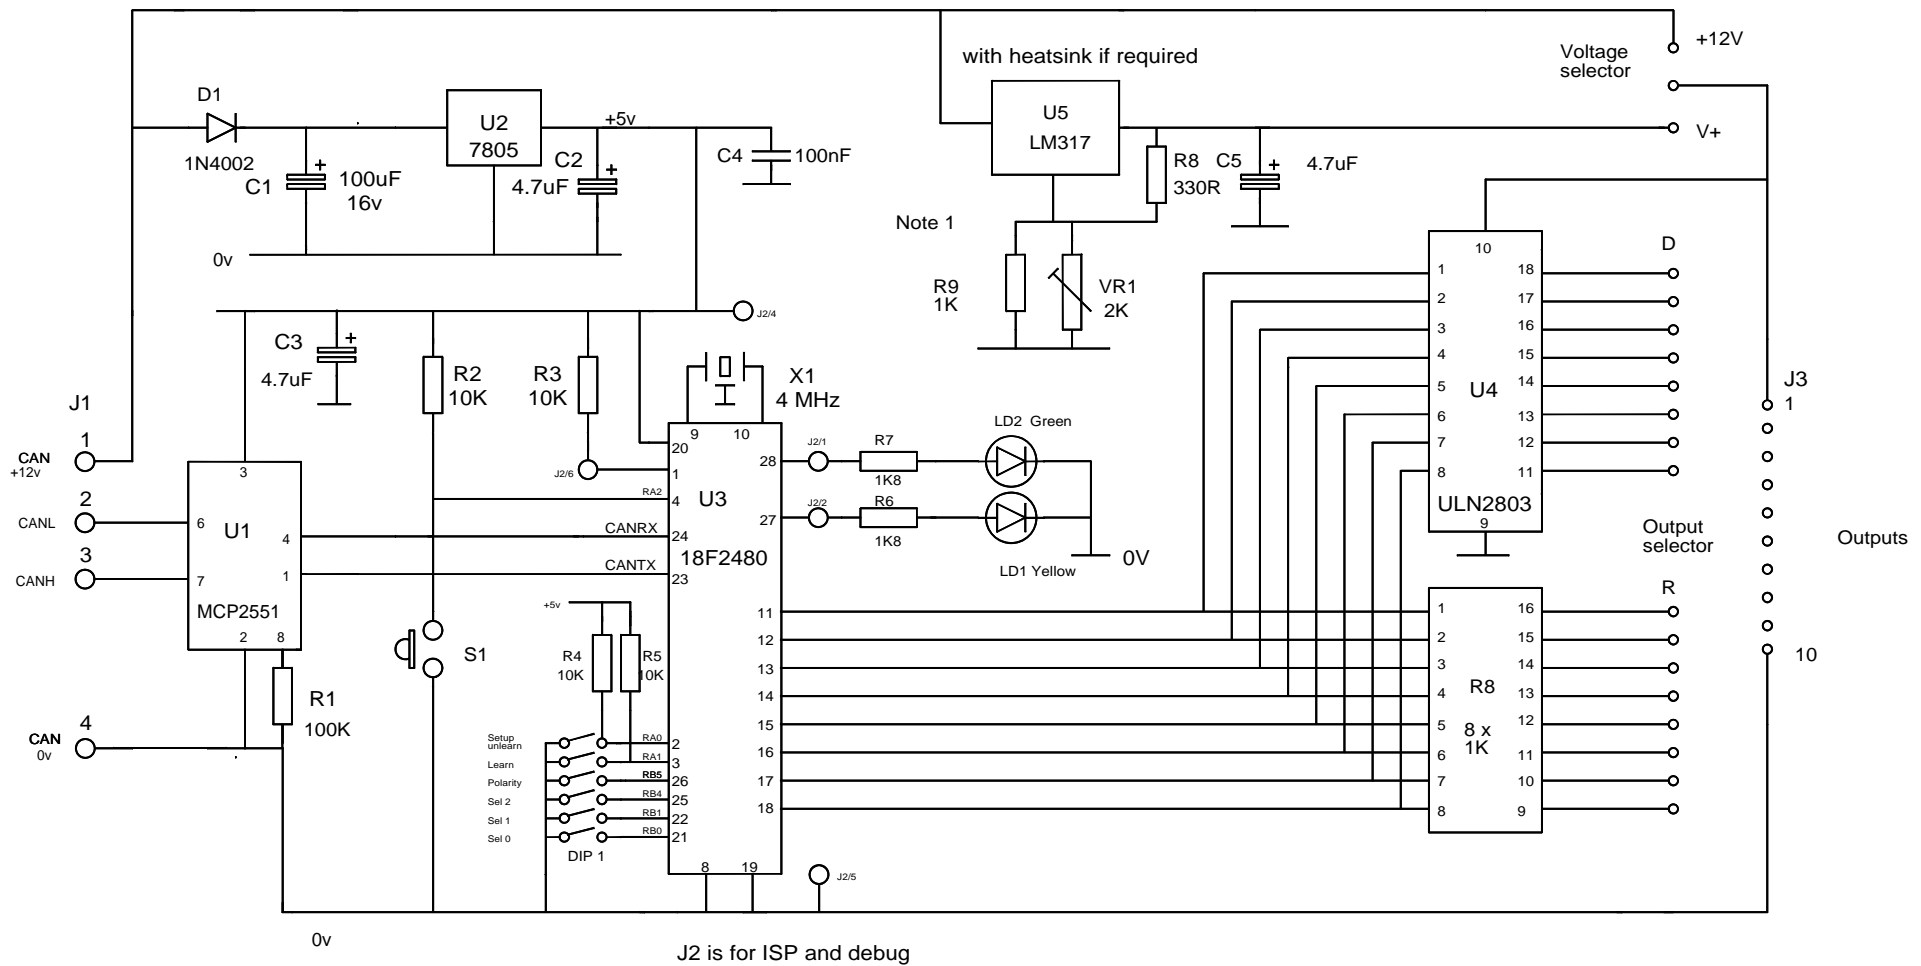 with heatsink if required
Voltage
selector
+12V
V+
D1
1N4002
C1
+
100uF
16v
U2
7805
C2
4.7uF
+
+5v
C4
100nF
0v
U5
LM317
R8
330R
C5
+
4.7uF
Note 1
R9
1K
VR1
2K
C3
+
4.7uF
R2
10K
R3
10K
J2/4
X1
4 MHz
J2/6
J1
1
CAN
+12v
2
CANL
3
CANH
4
CAN
0v
3
6
7
U1
4
1
MCP2551
2
8
R1
100K
S1
RA2
CANRX
CANTX
9
10
20
1
4
24
23
U3
18F2480
28
27
J2/1
R7
1K8
LD2 Green
J2/2
R6
1K8
LD1 Yellow
0V
+5v
R4
10K
R5
10K
Setup
unlearn
Learn
Polarity
Sel 2
Sel 1
Sel 0
DIP 1
RA0
RA1
RB5
RB4
RB1
RB0
2
3
26
25
22
21
8
19
11
12
13
14
15
16
17
18
J2/5
10
1
2
3
4
5
6
7
8
18
17
16
15
14
13
12
11
U4
ULN2803
9
D
Output
selector
R
1
2
3
4
5
6
7
8
16
15
14
13
12
11
10
9
R8
8 x
1K
J3
1
10
Outputs
0v
J2 is for ISP and debug